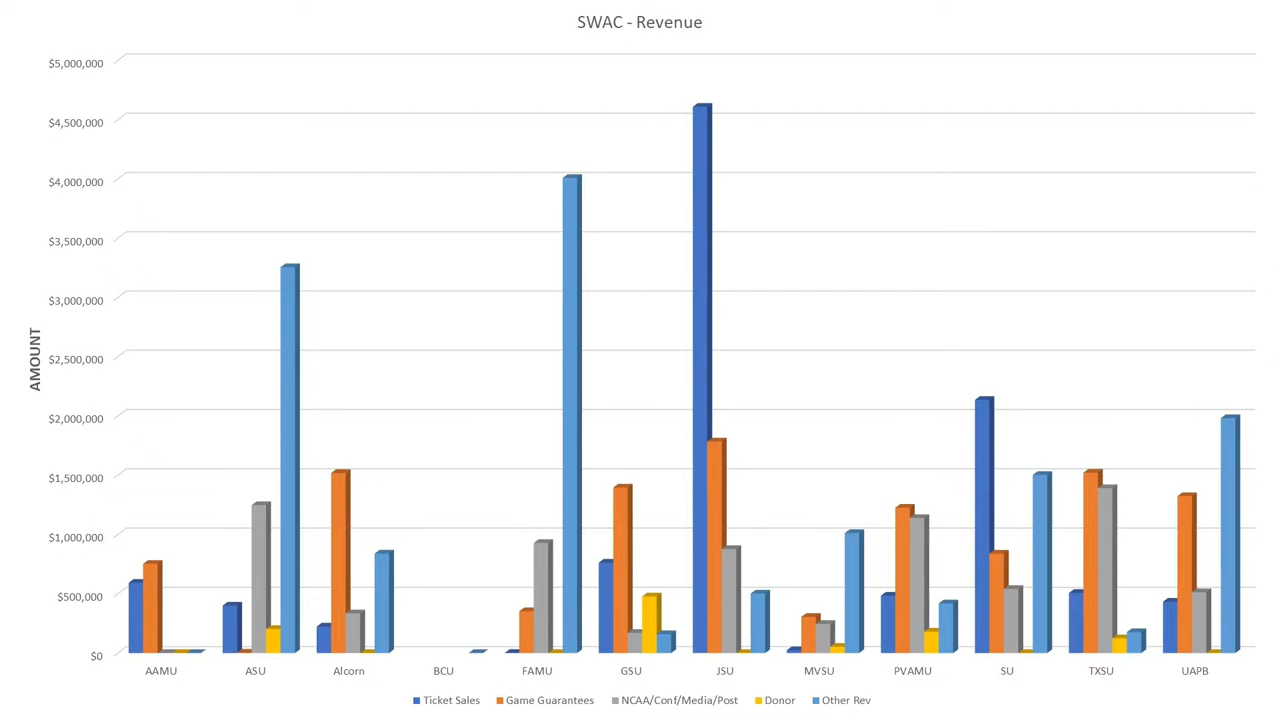 SWAC - Revenue
AMOUNT
$5,000,000
$4,500,000
$4,000,000
$3,500,000
$3,000,000
$2,500,000
$2,000,000
$1,500,000
$1,000,000
$500,000
$0
AAMU ASU Alcorn BCU FAMU GSU JSU MVSU PVAMU SU TXSU UAPB
Ticket Sales Game Guarantees NCAA/Conf/Media/Post Donor Other Rev